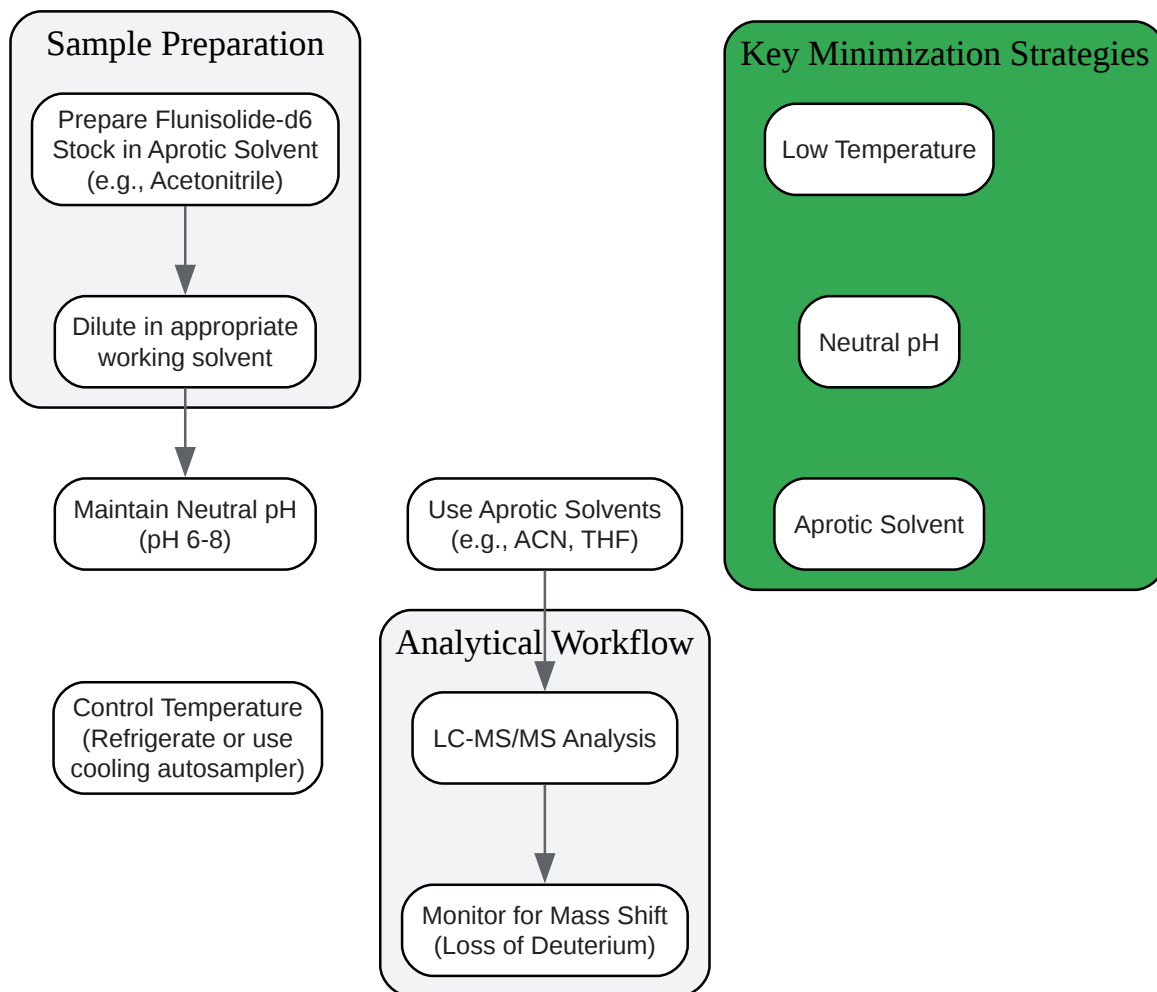 Sample Preparation
Prepare Flunisolide-d6
Stock in Aprotic Solvent
(e.g., Acetonitrile)
Dilute in appropriate
working solvent
Maintain Neutral pH
(pH 6-8)
Control Temperature
(Refrigerate or use
cooling autosampler)
Use Aprotic Solvents
(e.g., ACN, THF)
Analytical Workflow
LC-MS/MS Analysis
Monitor for Mass Shift
(Loss of Deuterium)
Key Minimization Strategies
Low Temperature
Neutral pH
Aprotic Solvent